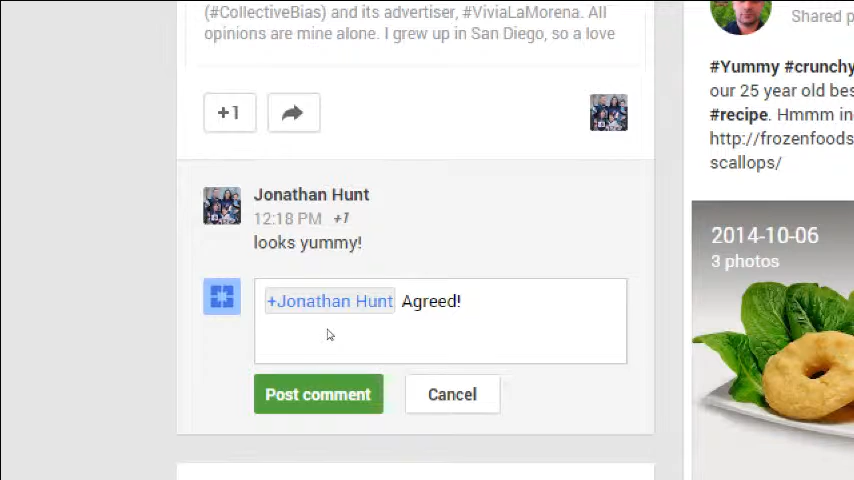 (#CollectiveBias) and its advertiser, #ViviaLaMorena. All
opinions are mine alone. I grew up in San Diego, so a love
+1
Jonathan Hunt
12:18 PM +1
looks yummy!
+Jonathan Hunt Agreed!
Post comment Cancel
Shared p
#Yummy #crunchy
our 25 year old bes
#recipe. Hmmm in
http://frozenfoods
scallops/
2014-10-06
3 photos